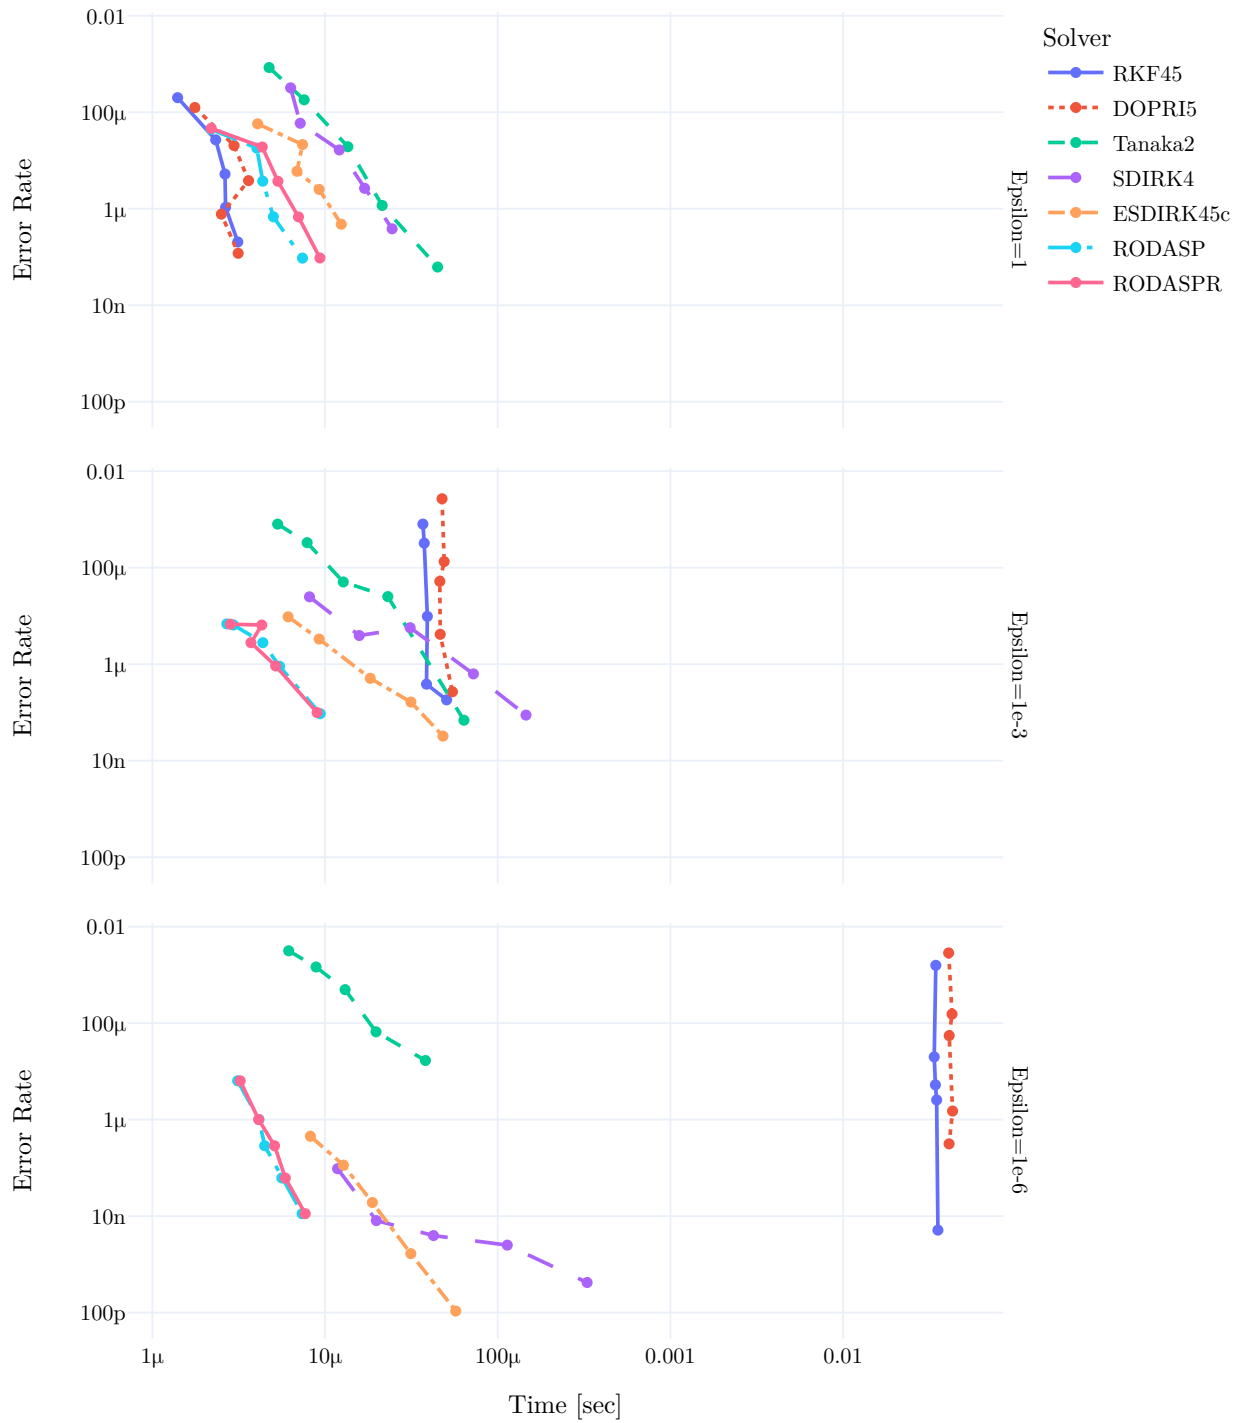 0.01
100μ
1μ
10n
100p
Error Rate
Epsilon=1
Solver
RKF45
DOPRI5
Tanaka2
SDIRK4
ESDIRK45c
RODASP
RODASPR
0.01
100μ
1μ
10n
100p
Error Rate
Epsilon=1e-3
0.01
100μ
1μ
10n
100p
Error Rate
Epsilon=1e-6
1μ 10μ 100μ 0.001 0.01
Time [sec]